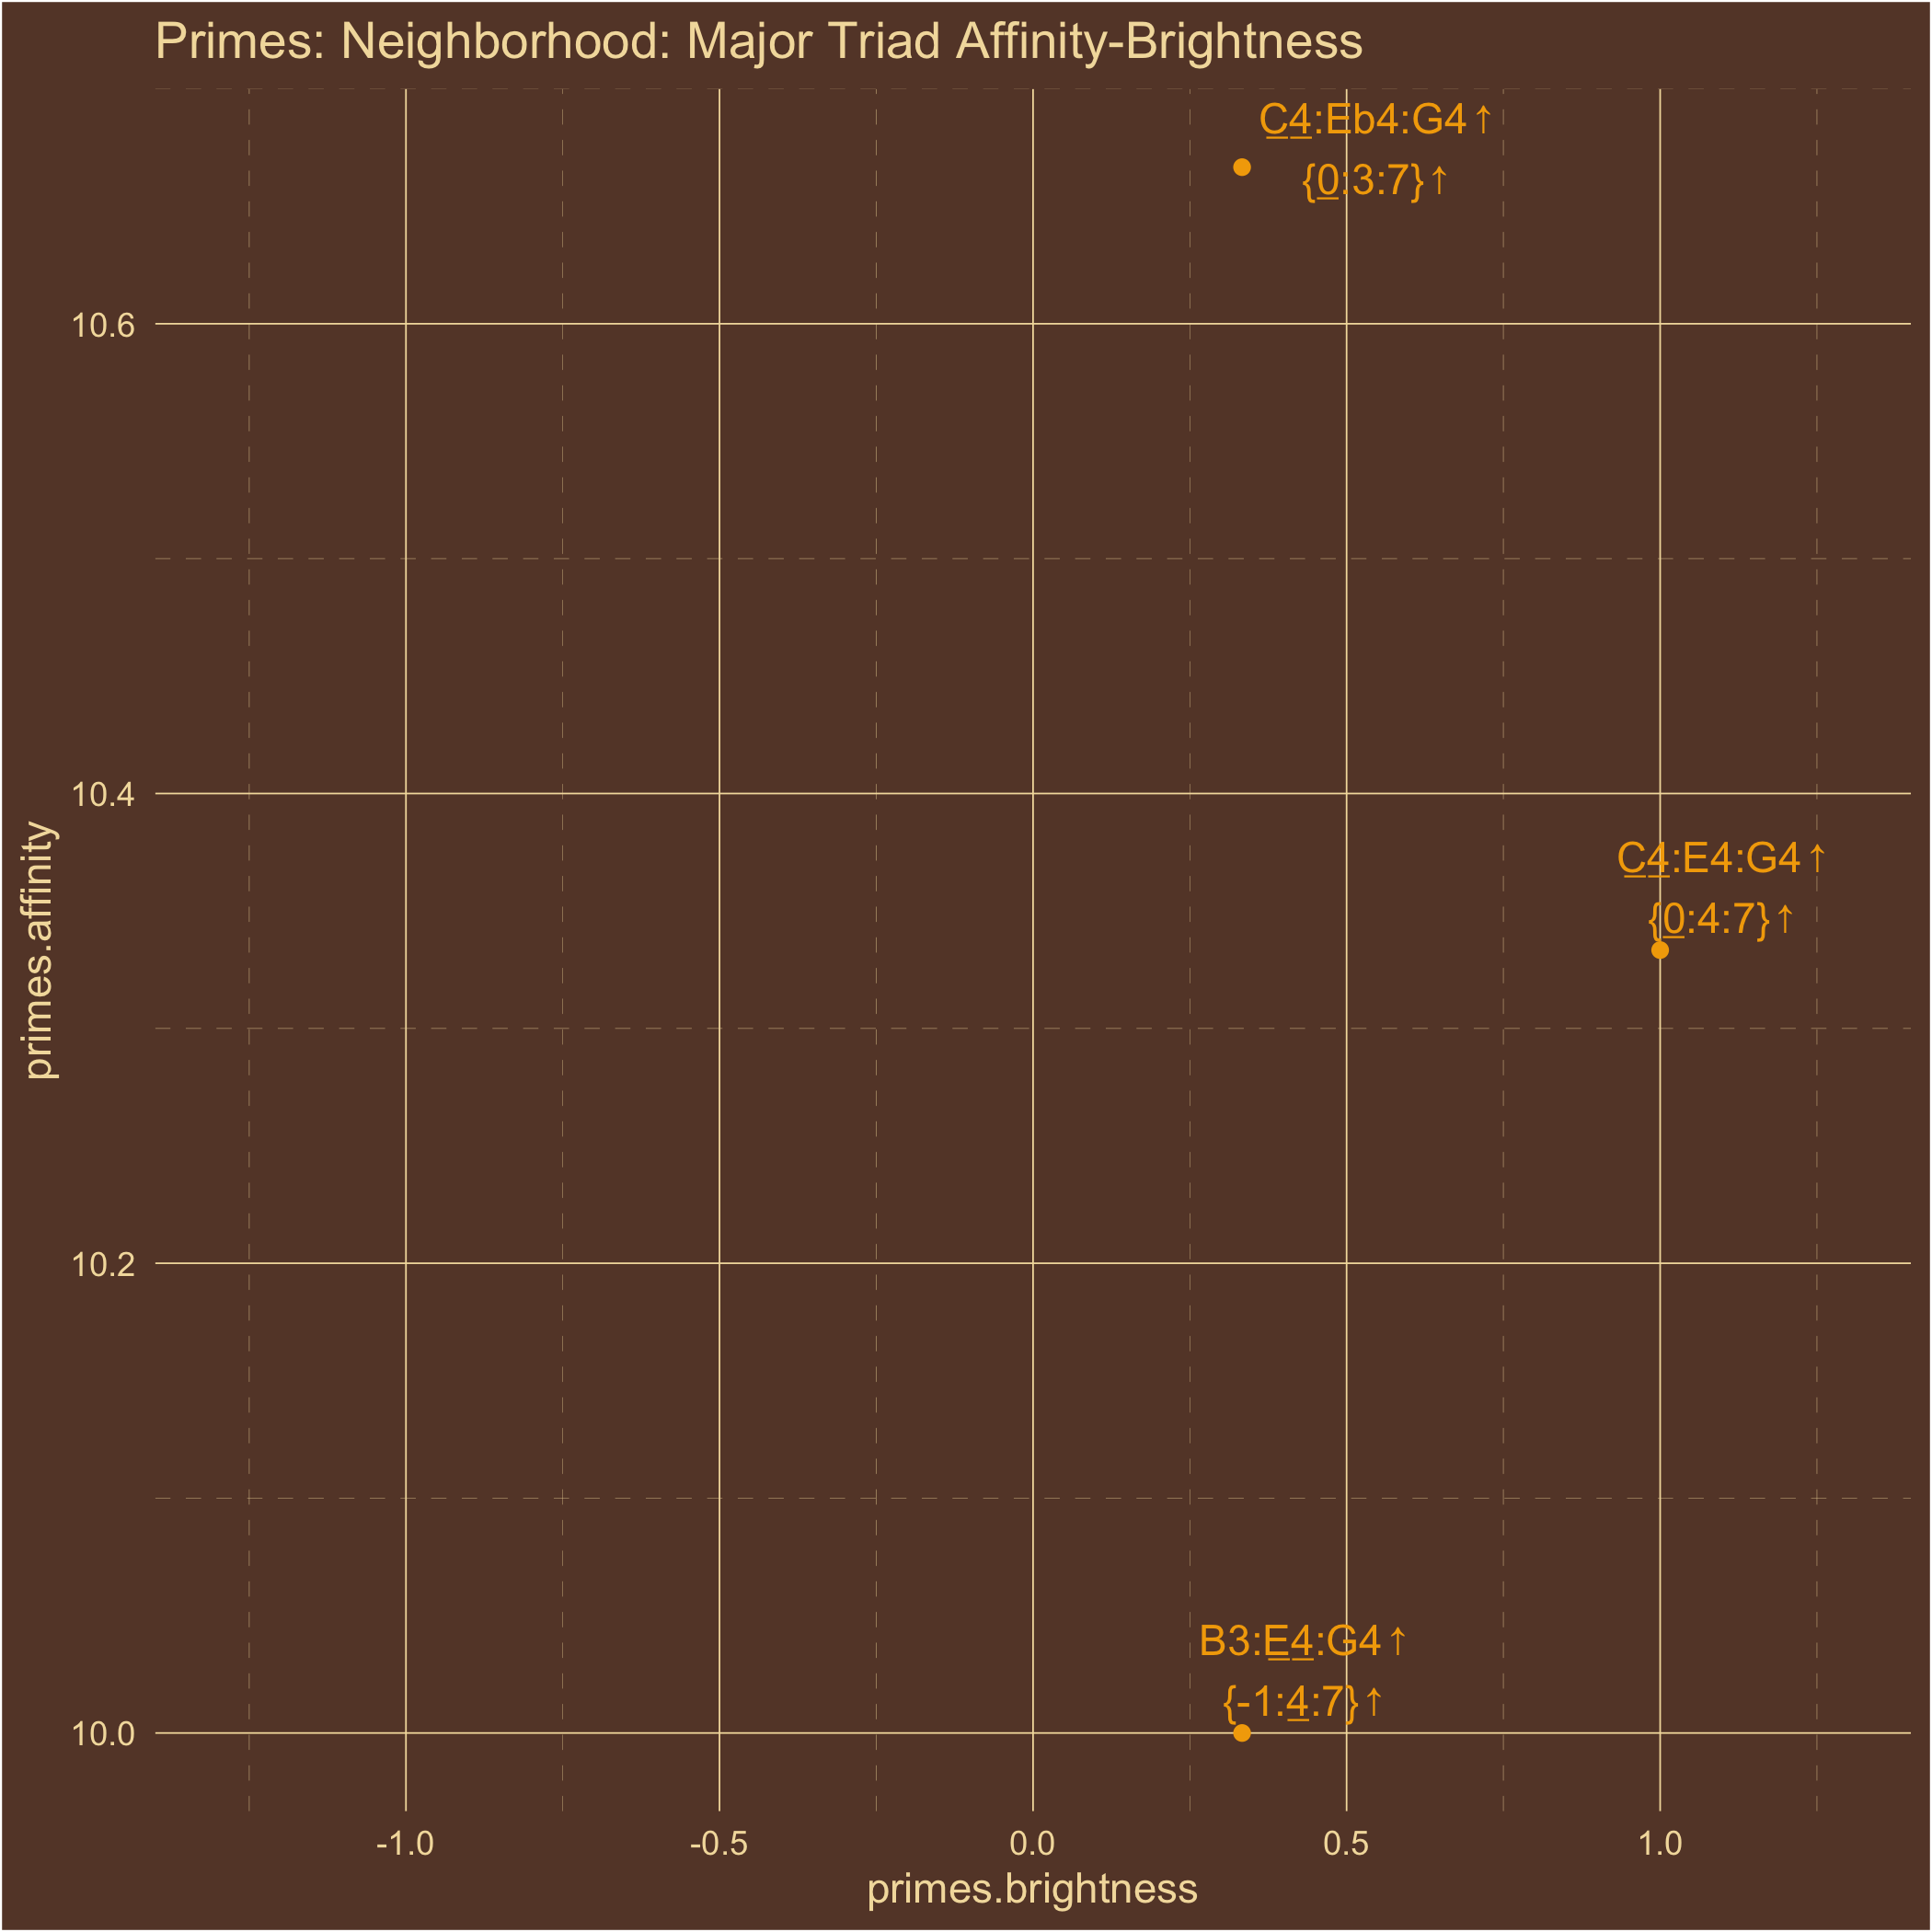 Primes: Neighborhood: Major Triad Affinity-Brightness
C4:Eb4:G4↑
{0:3:7}↑
10.6
10.4
C4:E4:G4↑
{0:4:7}↑
primes.affinity
10.2
B3:E4:G4↑
{-1:4:7}↑
10.0
-1.0
-0.5
0.0
0.5
1.0
primes.brightness